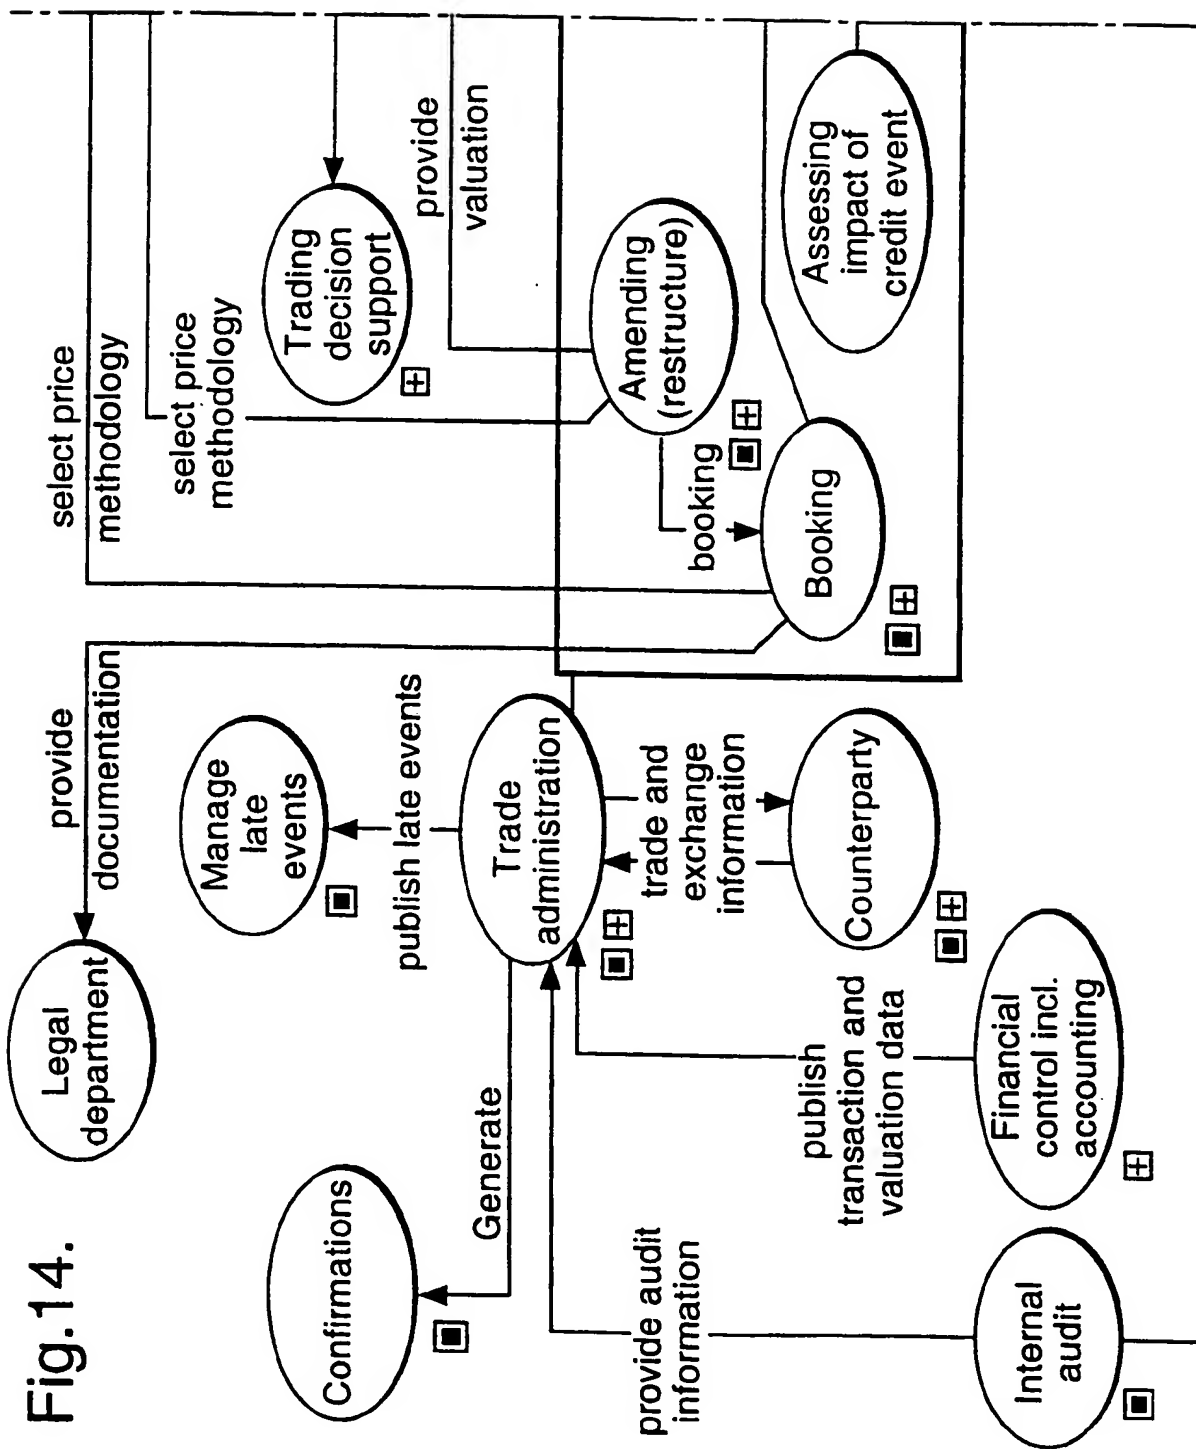 Fig.14.
Legal
department
provide
documentation
select price
methodology
select price
methodology
Confirmations
Generate
Manage
late
events
publish late events
Trading
decision
support
provide
valuation
Trade
administration
Amending
(restructure)
booking
Booking
Assessing
impact of
credit event
trade and
exchange
information
Counterparty
provide audit
information
publish
transaction and
valuation data
Internal
audit
Financial
control incl.
accounting